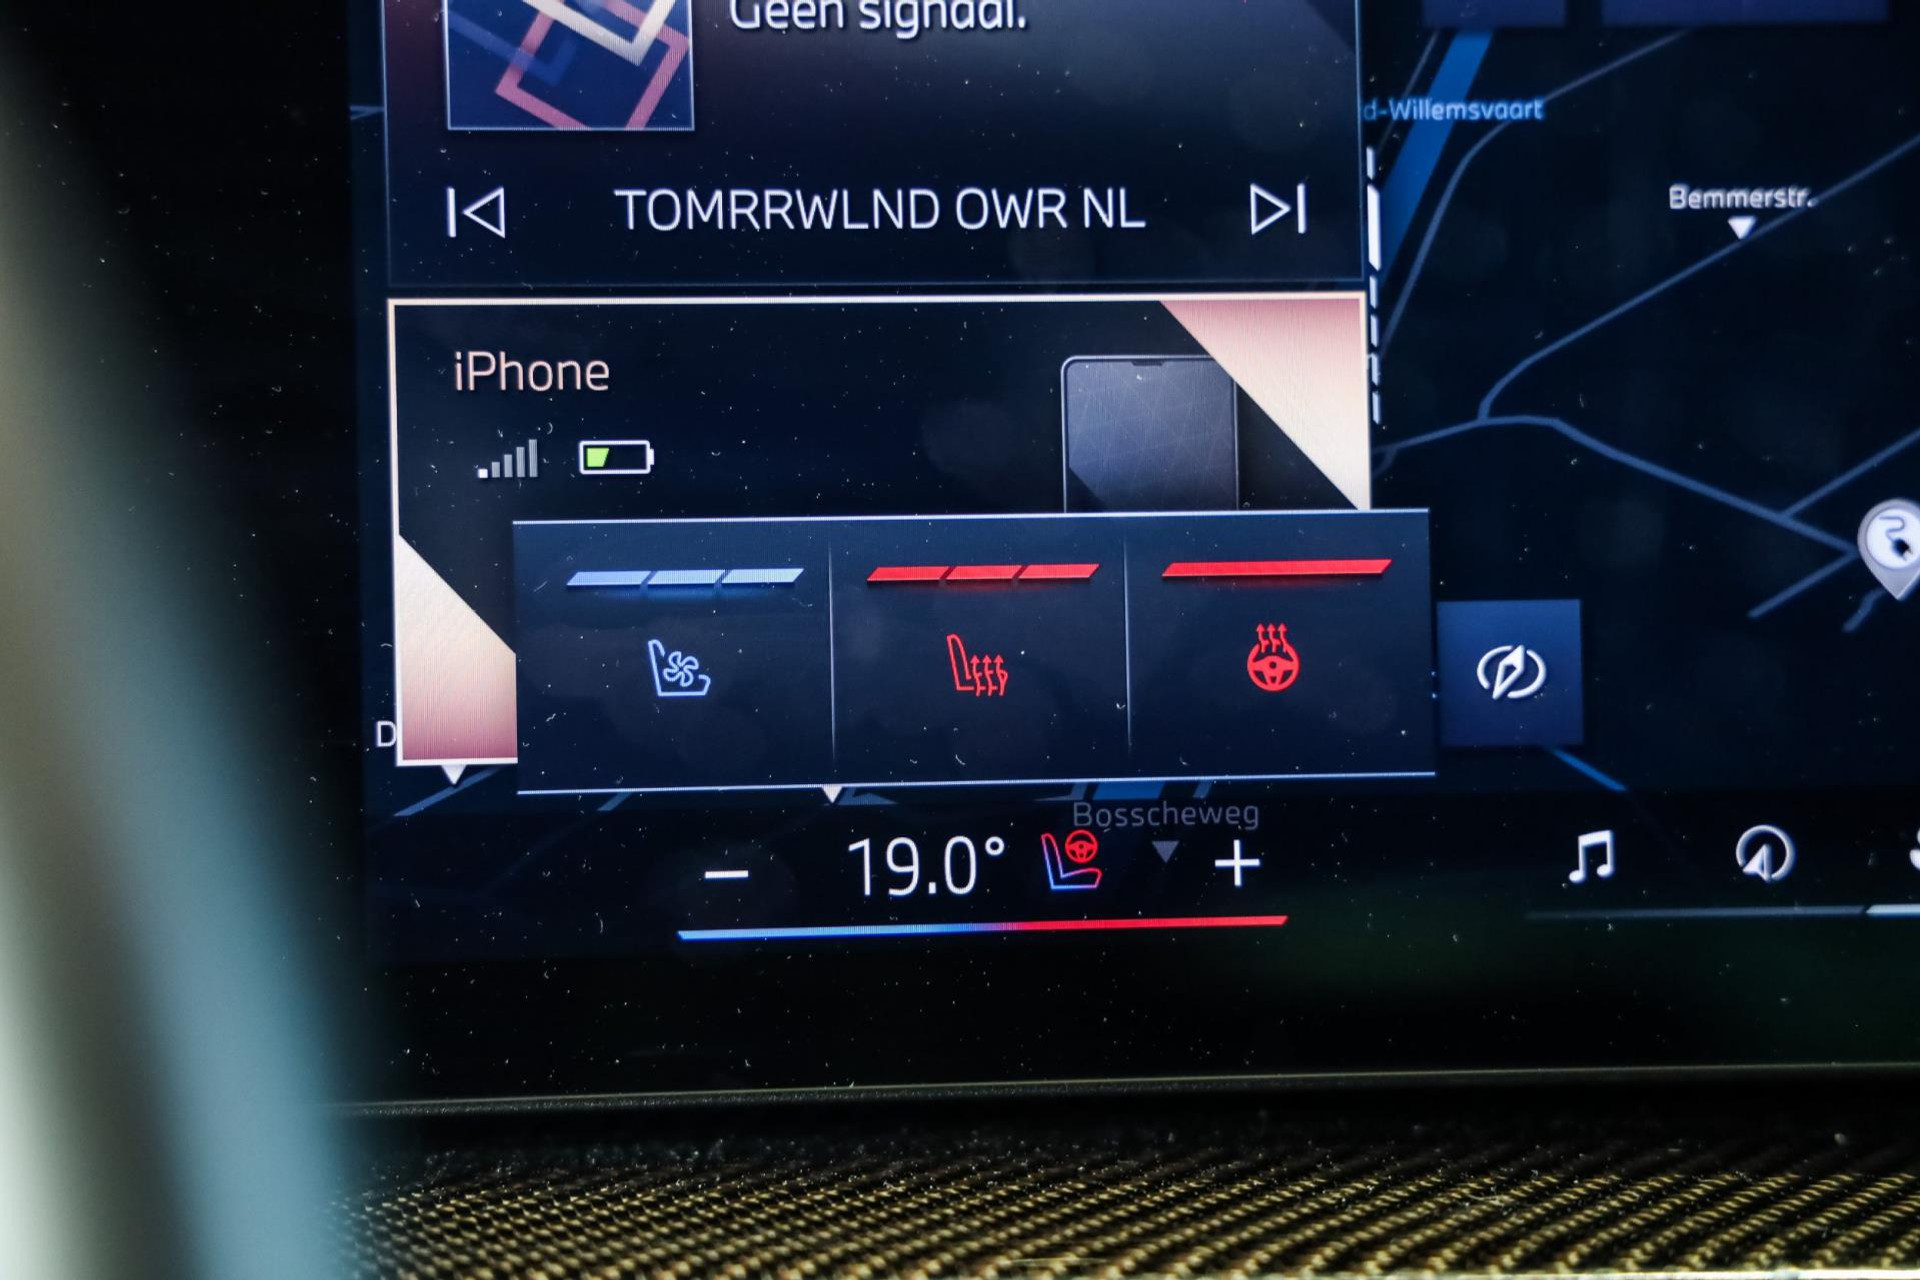 Geen signaal.
d-Willemsvaart
Bemmerstr.
TOMRRWLND OWR NL
iPhone
D
Bosscheweg
19.0°